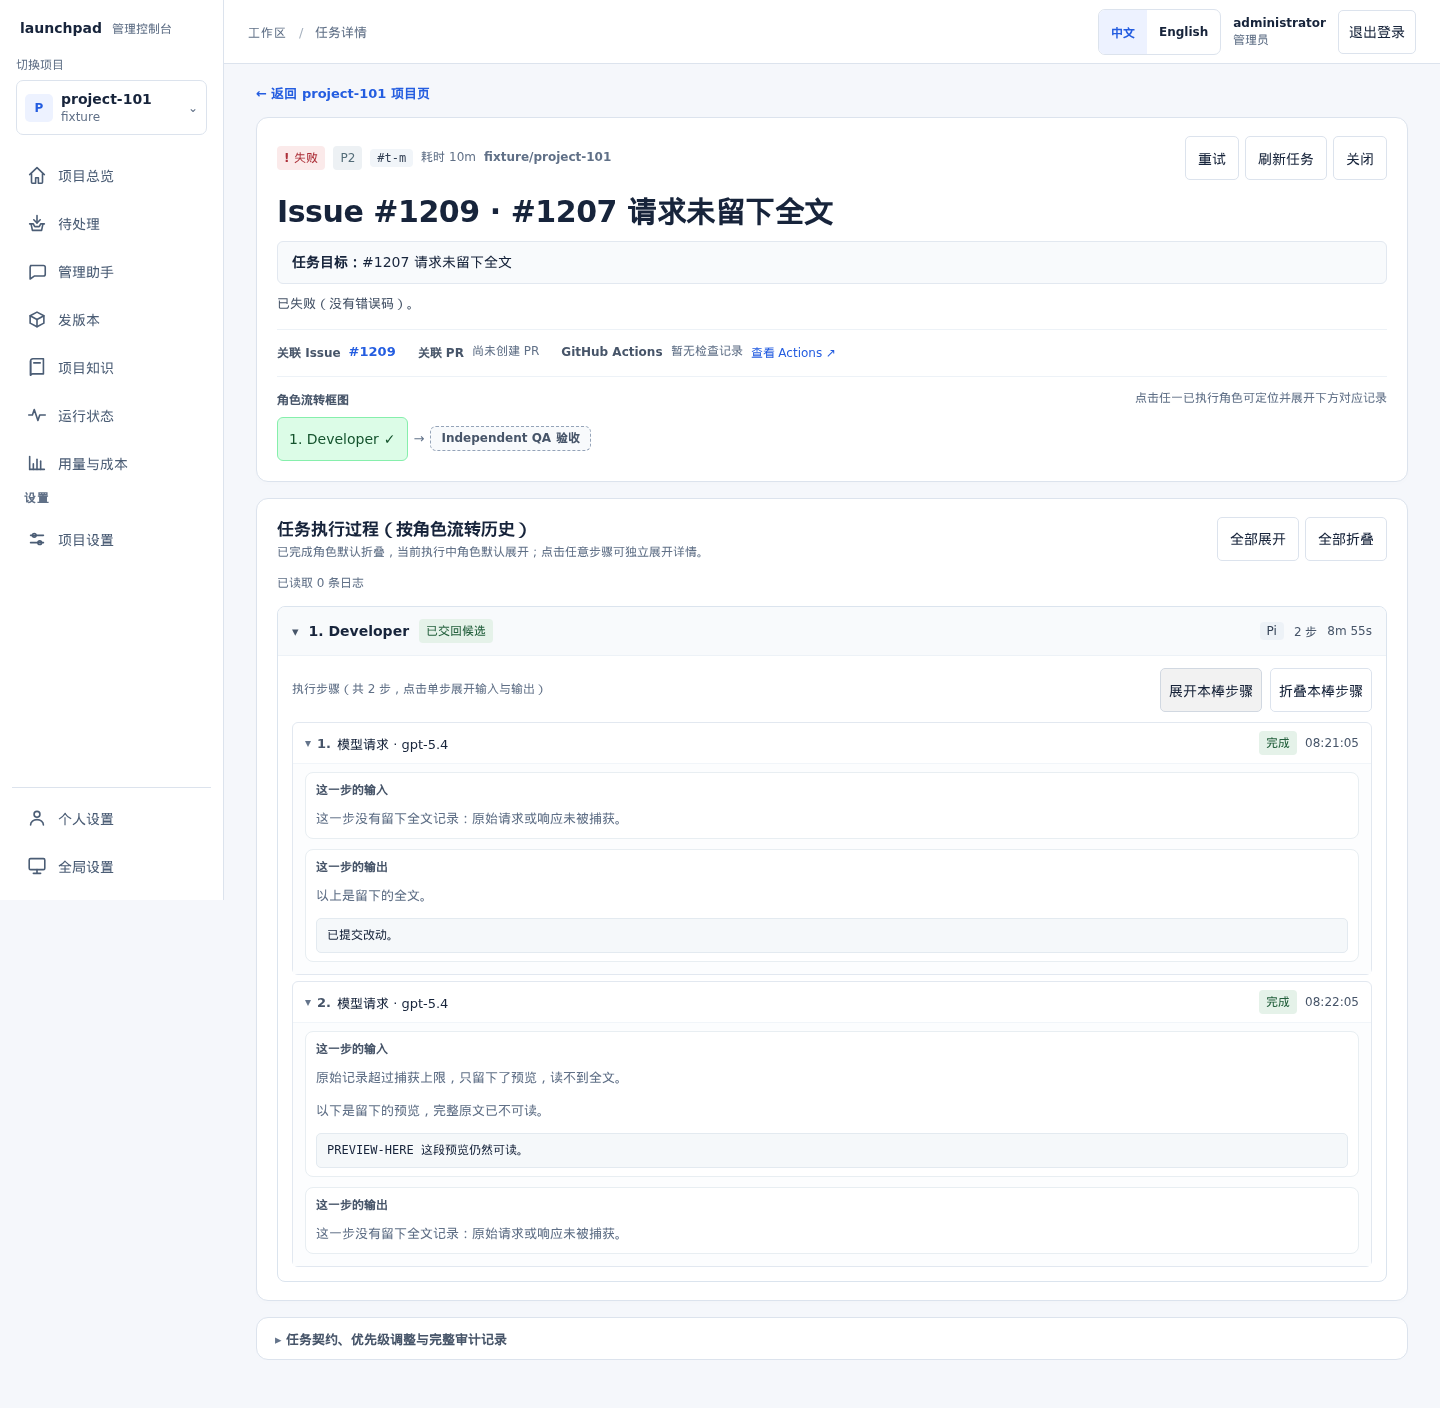 launchpad 管理控制台
切换项目
P
project-101
fixture
项目总览
待处理
管理助手
发版本
项目知识
运行状态
用量与成本
设置
项目设置
个人设置
全局设置
工作区 / 任务详情
中文 English
administrator
管理员
退出登录
← 返回 project-101 项目页
! 失败 P2 #t-m 耗时 10m fixture/project-101
重试 刷新任务 关闭
Issue #1209 · #1207 请求未留下全文
任务目标：#1207 请求未留下全文
已失败（没有错误码）。
关联 Issue #1209 关联 PR 尚未创建 PR GitHub Actions 暂无检查记录 查看 Actions ↗
角色流转框图
点击任一已执行角色可定位并展开下方对应记录
1. Developer ✓ → Independent QA 验收
任务执行过程（按角色流转历史）
已完成角色默认折叠，当前执行中角色默认展开；点击任意步骤可独立展开详情。
全部展开 全部折叠
已读取 0 条日志
▾ 1. Developer 已交回候选 Pi 2 步 8m 55s
执行步骤（共 2 步，点击单步展开输入与输出）
展开本棒步骤 折叠本棒步骤
▾ 1. 模型请求 · gpt-5.4 完成 08:21:05
这一步的输入
这一步没有留下全文记录：原始请求或响应未被捕获。
这一步的输出
以上是留下的全文。
已提交改动。
▾ 2. 模型请求 · gpt-5.4 完成 08:22:05
这一步的输入
原始记录超过捕获上限，只留下了预览，读不到全文。
以下是留下的预览，完整原文已不可读。
PREVIEW-HERE 这段预览仍然可读。
这一步的输出
这一步没有留下全文记录：原始请求或响应未被捕获。
▸ 任务契约、优先级调整与完整审计记录